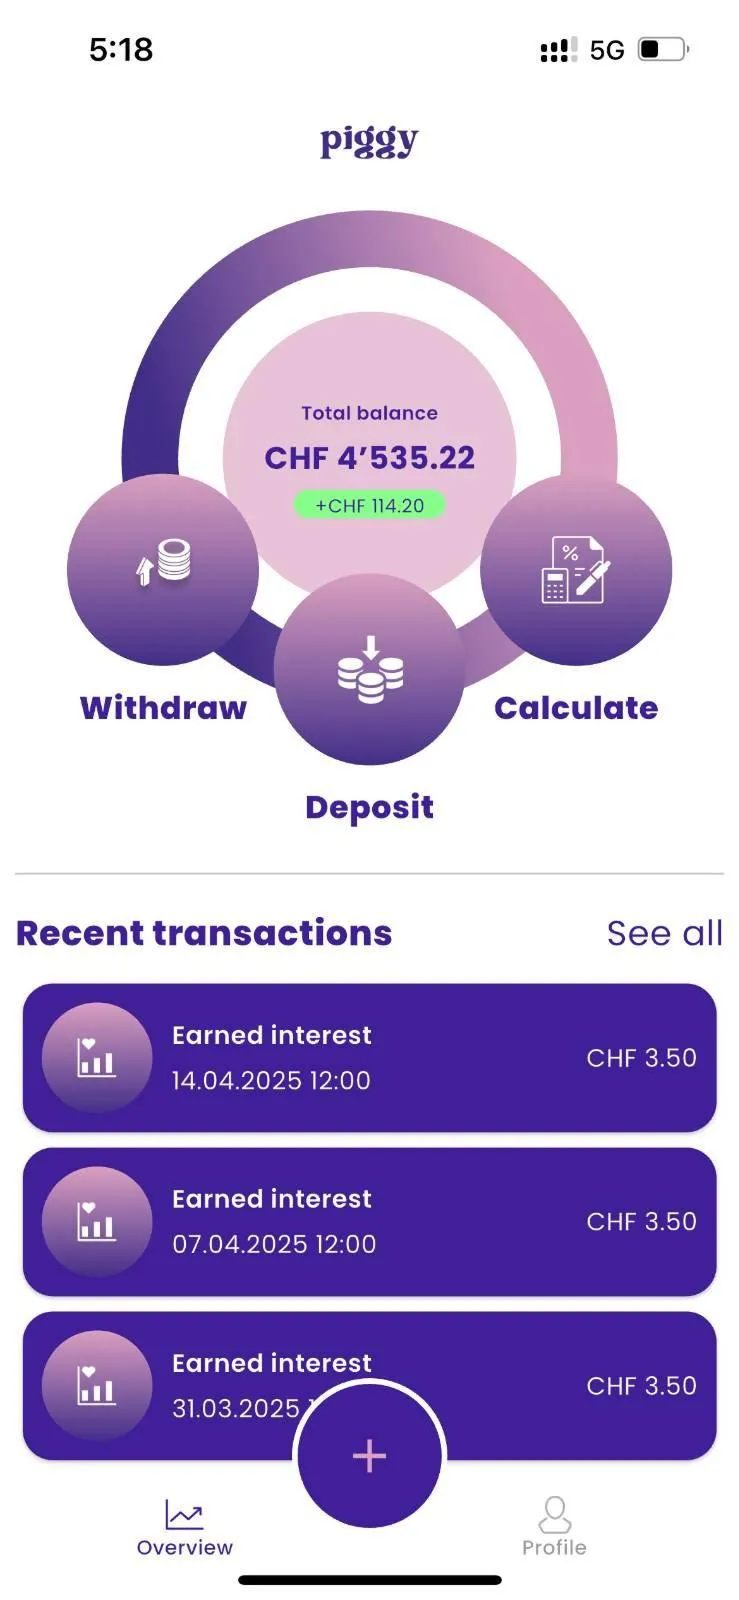 5:18 5G
piggy
Total balance
CHF 4’535.22
+CHF 114.20
%
Withdraw
Calculate
Deposit
Recent transactions See all
Earned interest
14.04.2025 12:00
CHF 3.50
Earned interest
07.04.2025 12:00
CHF 3.50
Earned interest
31.03.2025
CHF 3.50
+
Overview
Profile